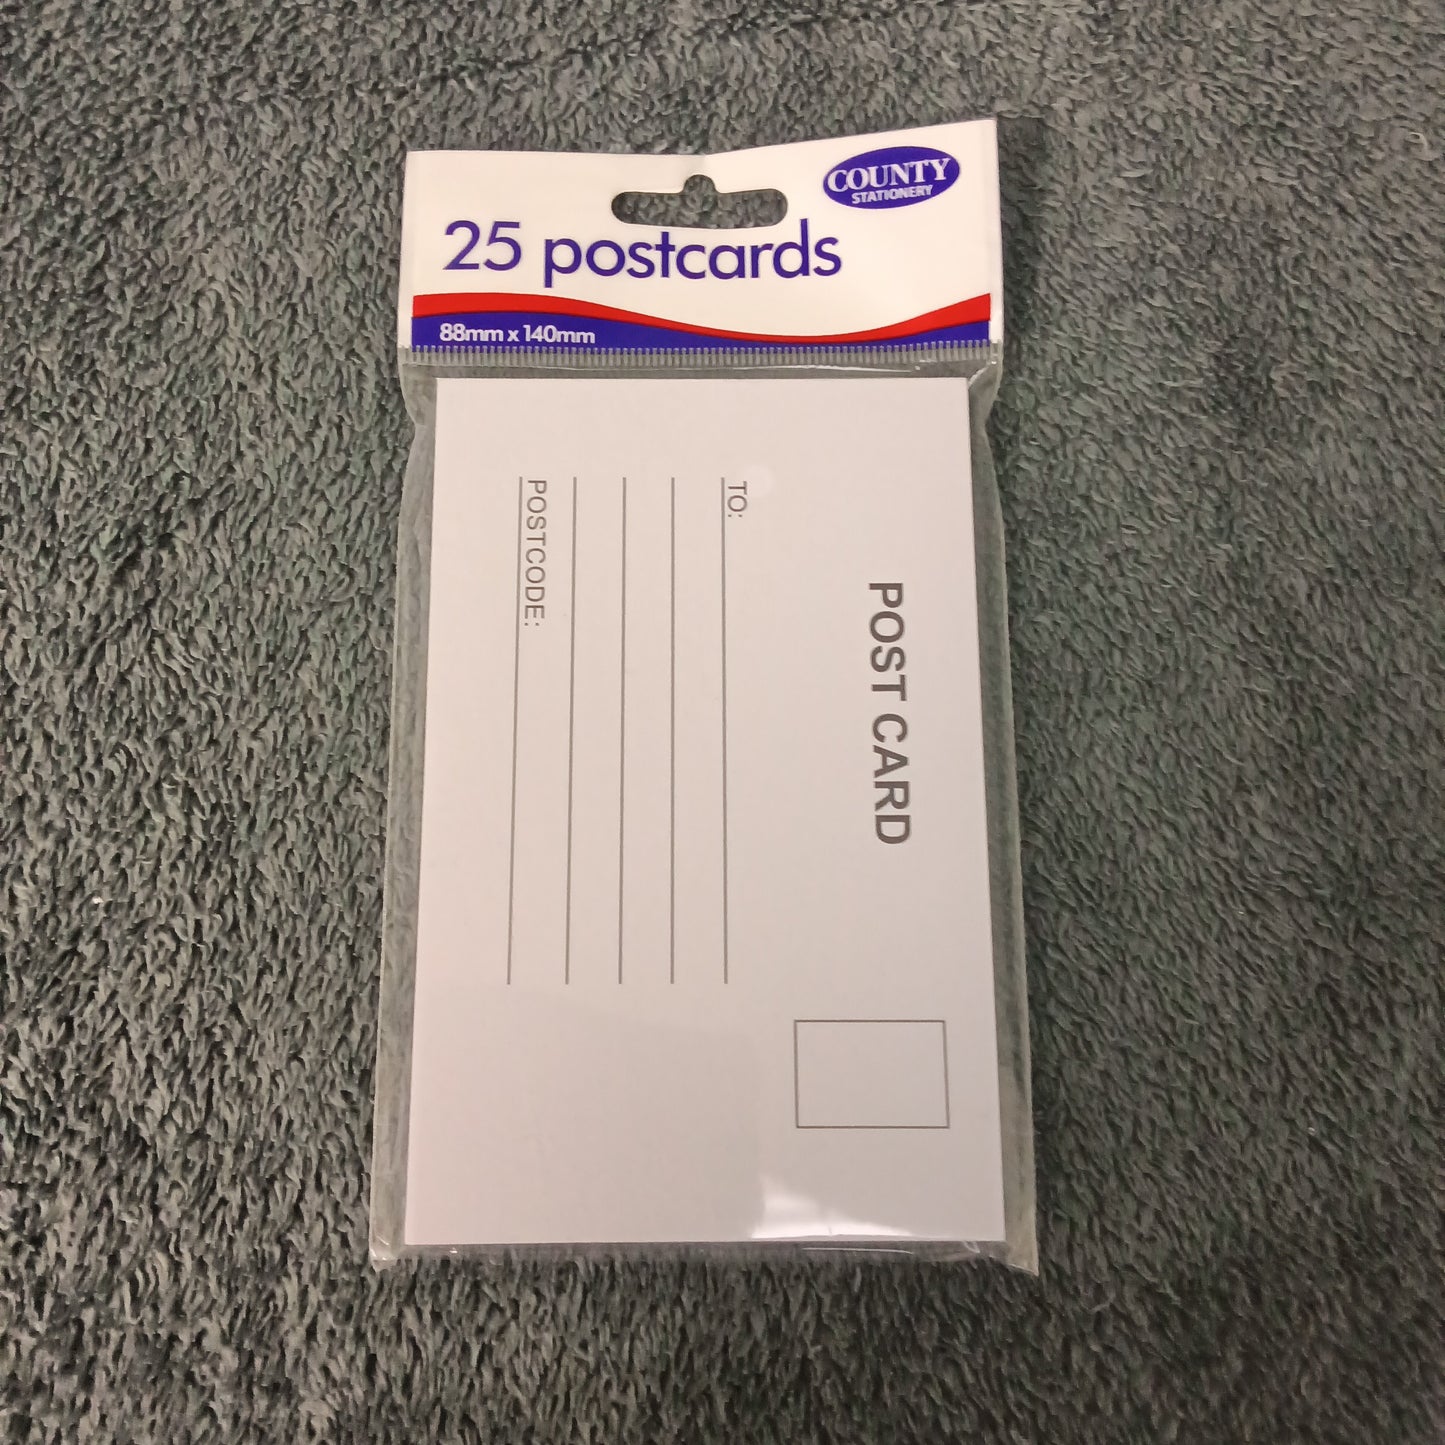 COUNTY
STATIONERY
25 postcards
88mm x 140mm
POST CARD
TO:
POSTCODE: